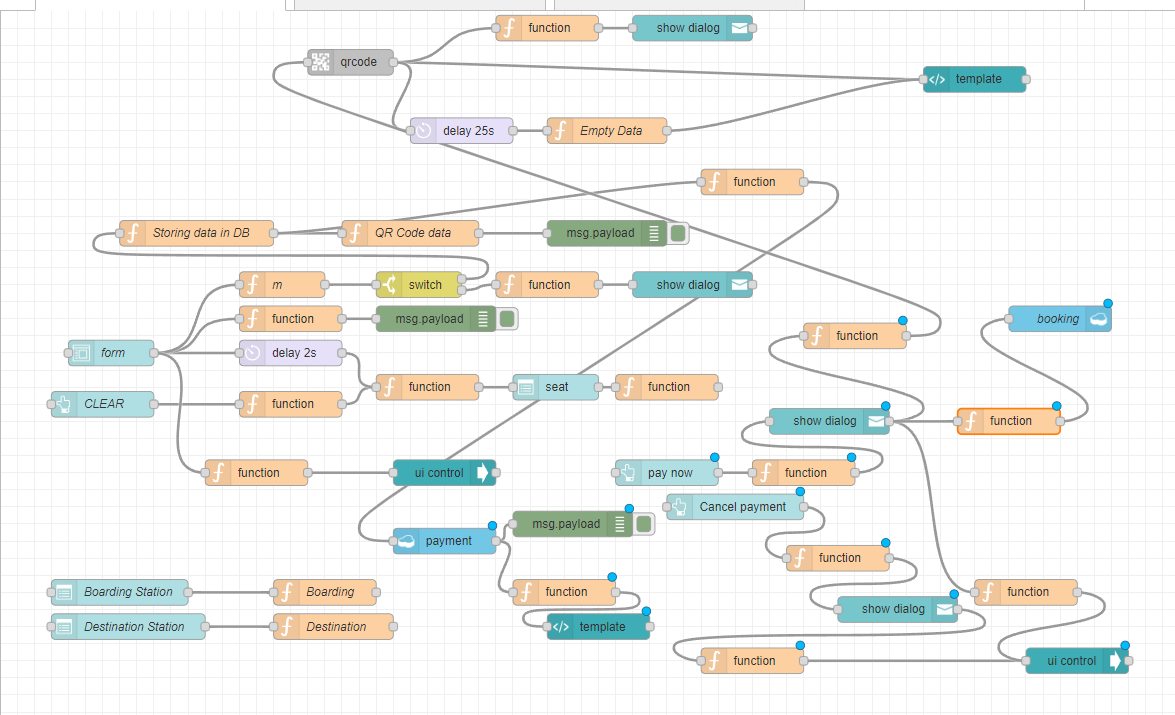 function
show dialog
qrcode
</> template
delay 25s
Empty Data
function
Storing data in DB
QR Code data
msg.payload
m
switch
function
show dialog
function
msg.payload
booking
function
form
delay 2s
function
seat
function
CLEAR
function
show dialog
function
function
ui control
pay now
function
Cancel payment
msg.payload
payment
function
Boarding Station
Boarding
function
function
show dialog
Destination Station
Destination
</> template
function
ui control